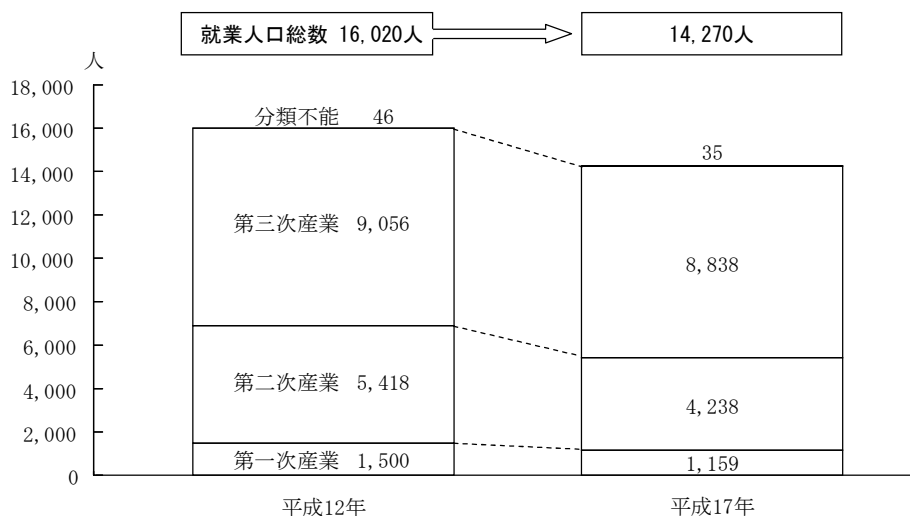 就業人口総数 16,020人
14,270人
人
18,000
16,000
14,000
12,000
10,000
8,000
6,000
4,000
2,000
0
分類不能 46
第三次産業 9,056
第二次産業 5,418
第一次産業 1,500
35
8,838
4,238
1,159
平成12年
平成17年